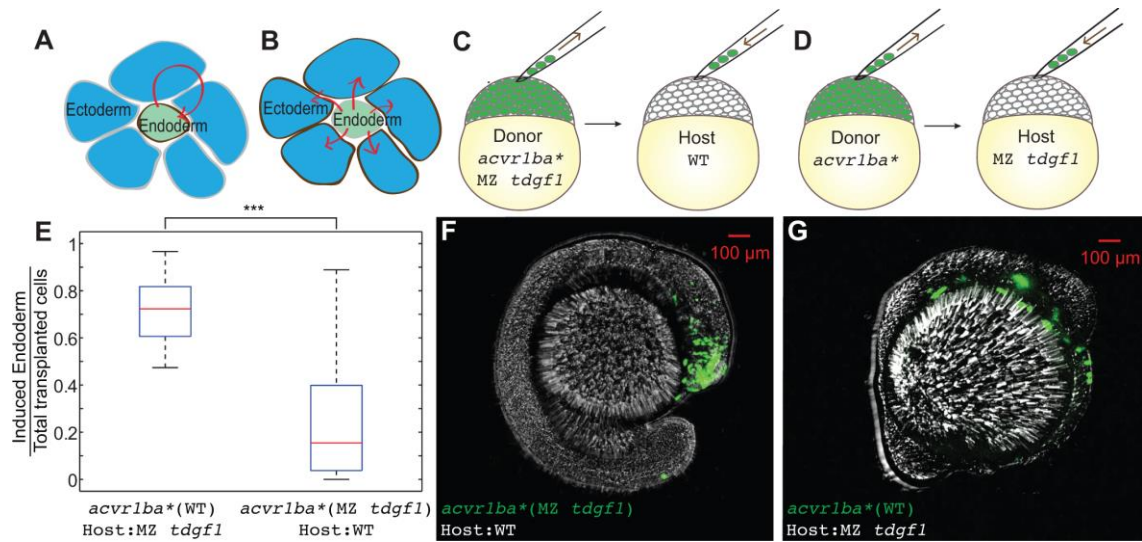 A
Ectoderm
Endoderm
B
Ectoderm
Endoderm
C
Donor
acvr1ba*
MZ tdgf1
Host
WT
D
Donor
acvr1ba*
Host
MZ tdgf1
E
***
Induced Endoderm
Total transplanted cells
1
0.8
0.6
0.4
0.2
0
acvr1ba*(WT)
Host:MZ tdgf1
acvr1ba*(MZ tdgf1)
Host:WT
F
100 µm
acvr1ba*(MZ tdgf1)
Host:WT
G
100 µm
acvr1ba*(WT)
Host:MZ tdgf1